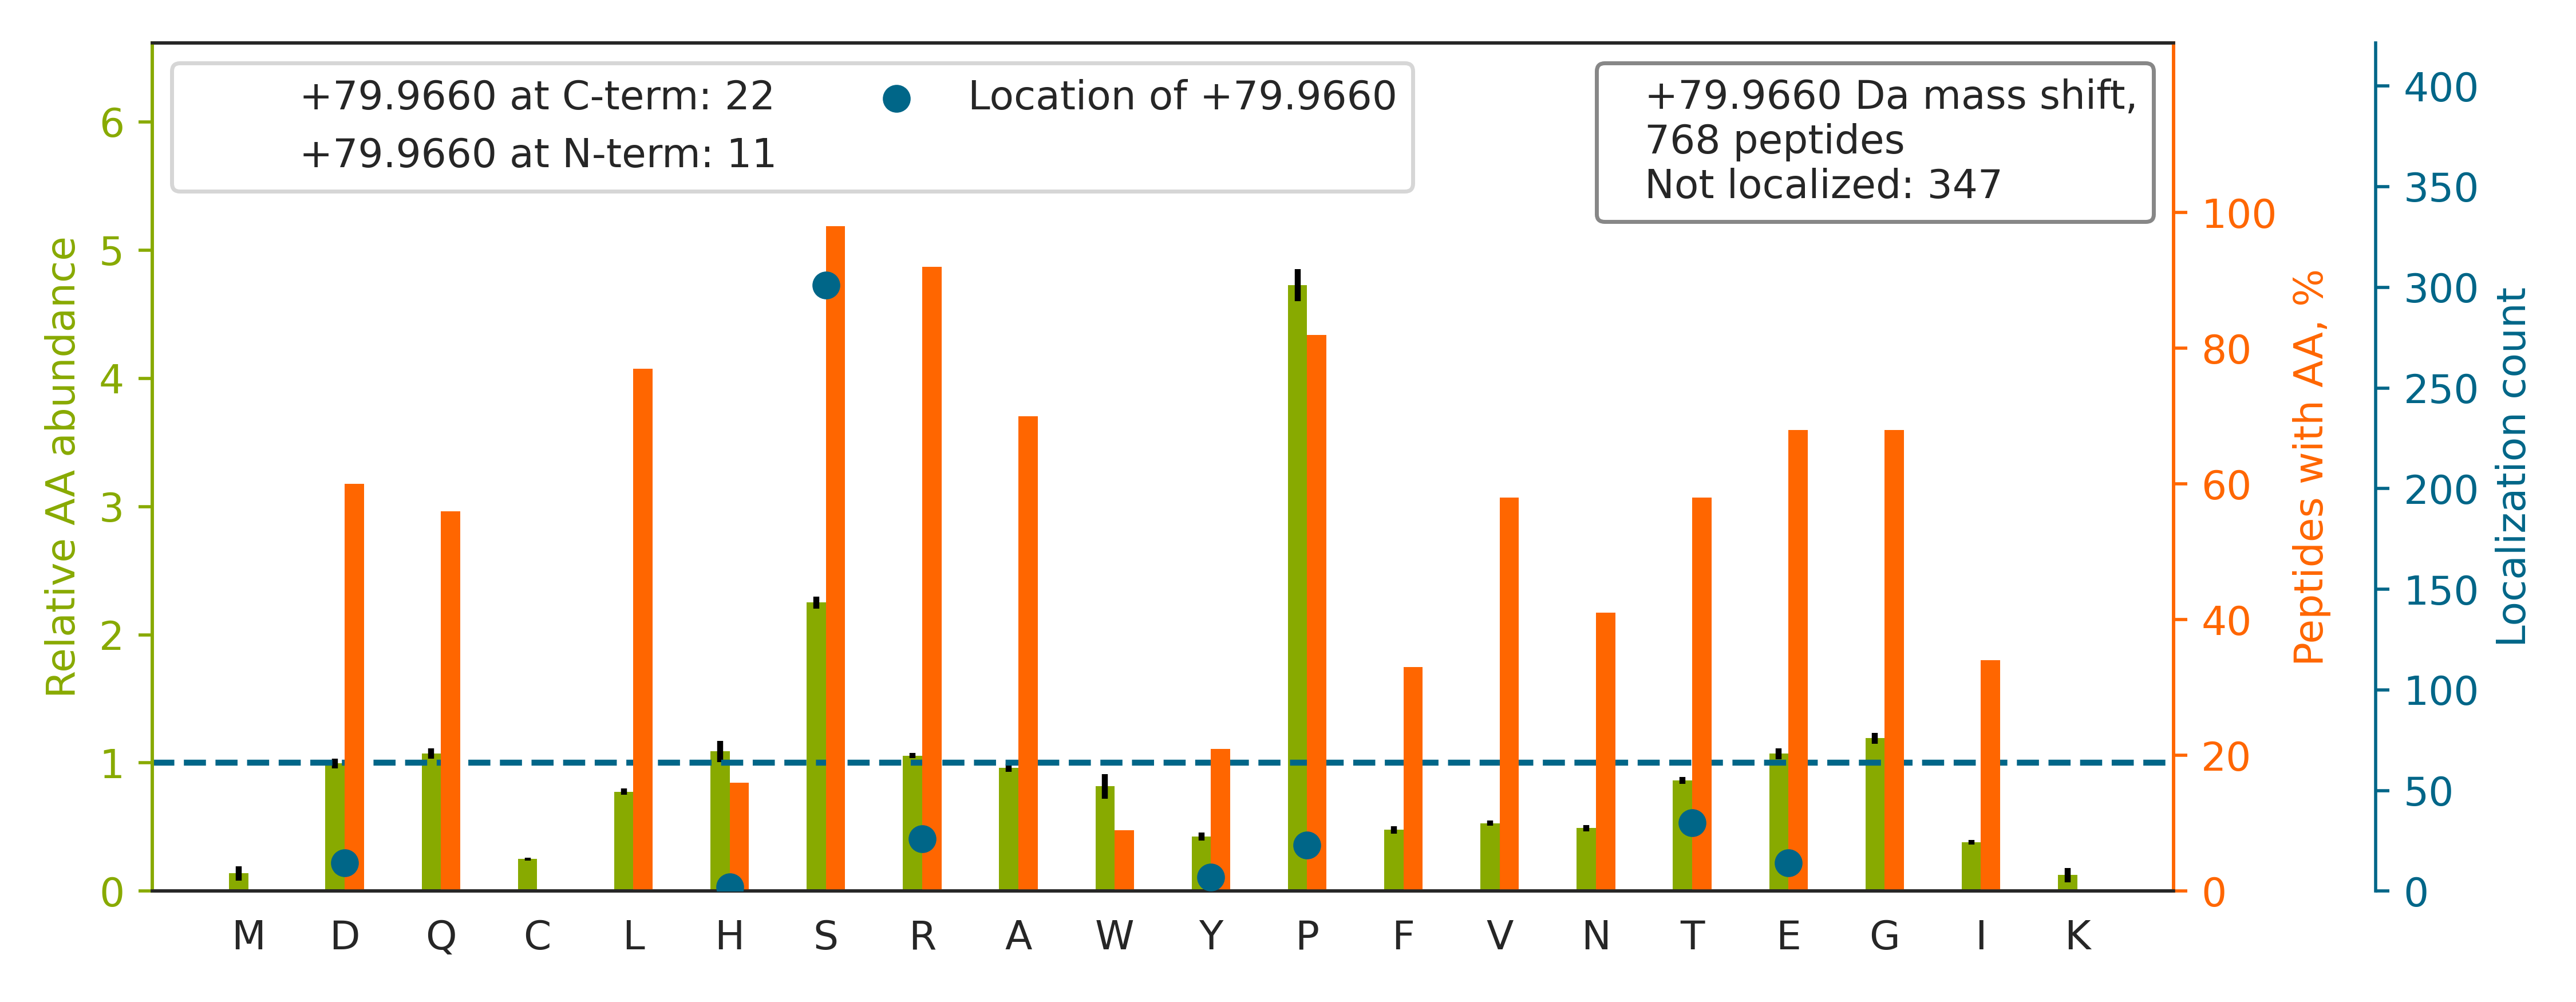 +79.9660 at C-term: 22
+79.9660 at N-term: 11
Location of +79.9660
+79.9660 Da mass shift,
768 peptides
Not localized: 347
Relative AA abundance
6
5
4
3
2
1
0
M D Q C L H S R A W Y P F V N T E G I K
100
80
60
40
20
0
Peptides with AA, %
400
350
300
250
200
150
100
50
0
Localization count